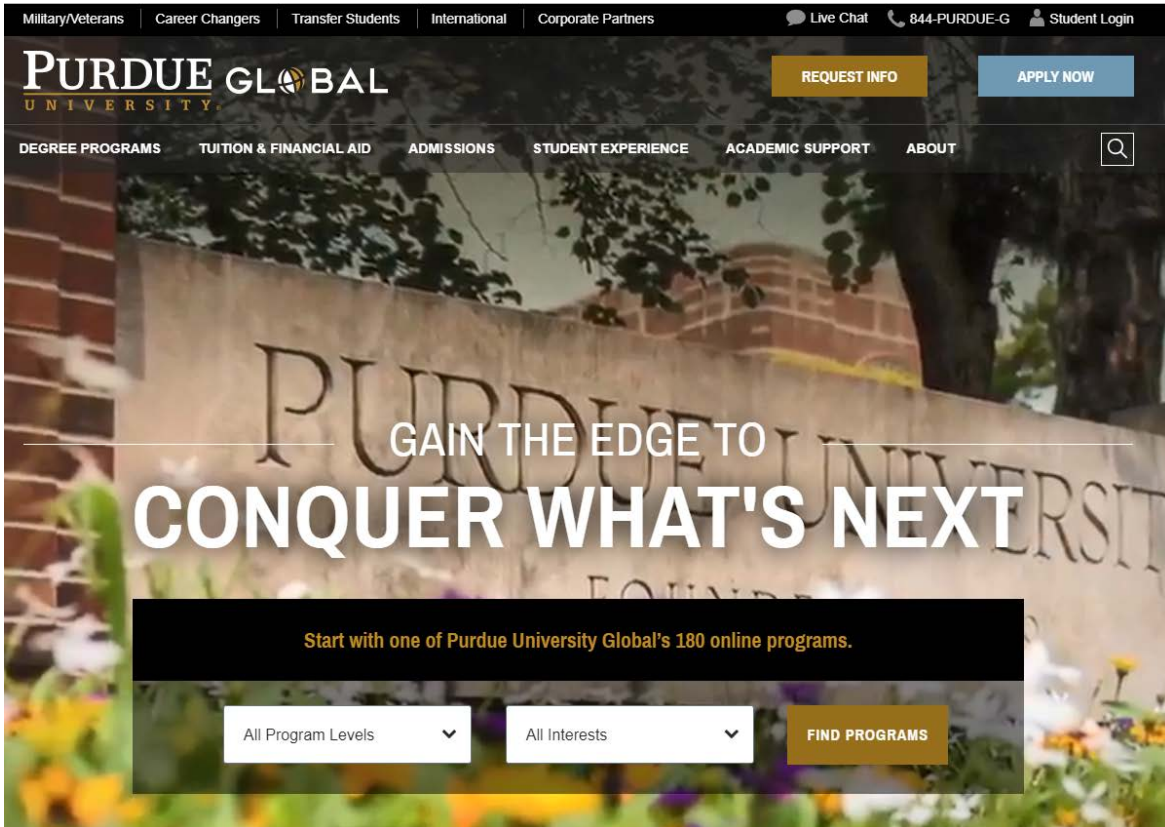 Military/Veterans Career Changers Transfer Students International Corporate Partners Live Chat 844-PURDUE-G Student Login
PURDUE GLOBAL
UNIVERSITY®
REQUEST INFO APPLY NOW
DEGREE PROGRAMS TUITION & FINANCIAL AID ADMISSIONS STUDENT EXPERIENCE ACADEMIC SUPPORT ABOUT
PURDUE UNIVERSIT
GAIN THE EDGE TO
CONQUER WHAT'S NEXT
Start with one of Purdue University Global's 180 online programs.
All Program Levels All Interests FIND PROGRAMS